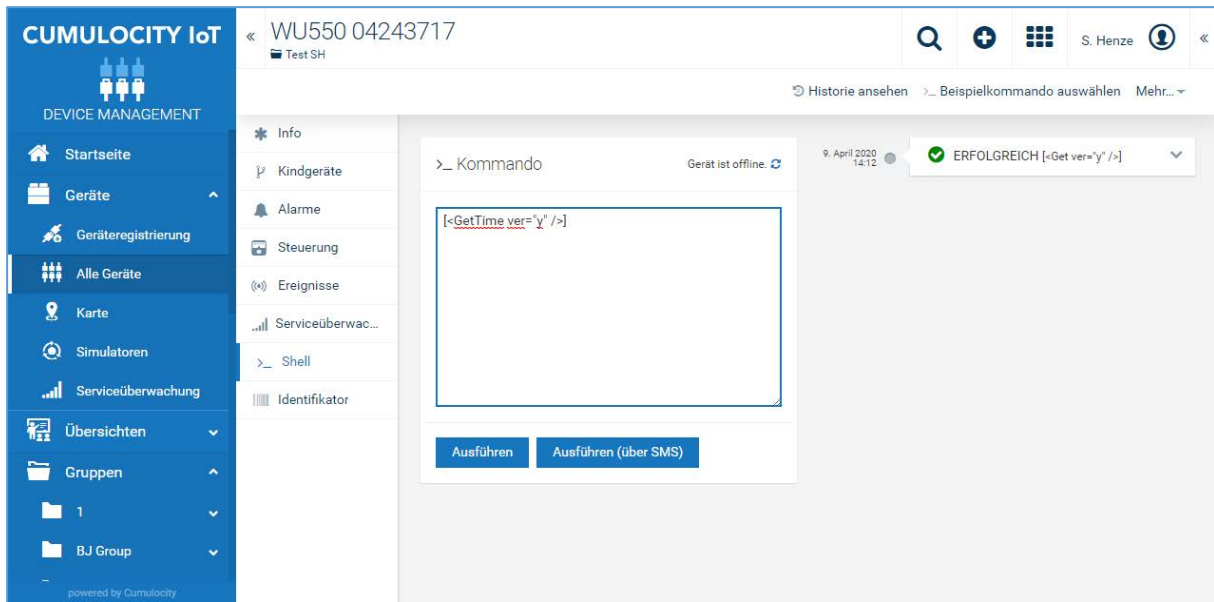 CUMULOCITY IoT
DEVICE MANAGEMENT
Startseite
Geräte
Geräteregistrierung
Alle Geräte
Karte
Simulatoren
Serviceüberwachung
Übersichten
Gruppen
1
BJ Group
powered by Cumulocity
« WU550 04243717
Test SH
S. Henze «
Historie ansehen >_ Beispielkommando auswählen Mehr...
Info
Kindgeräte
Alarme
Steuerung
Ereignisse
Serviceüberwac...
>_ Shell
Identifikator
>_ Kommando Gerät ist offline.
[<GetTime ver="y" />]
Ausführen Ausführen (über SMS)
9. April 2020
14:12
ERFOLGREICH [<Get ver="y" />]